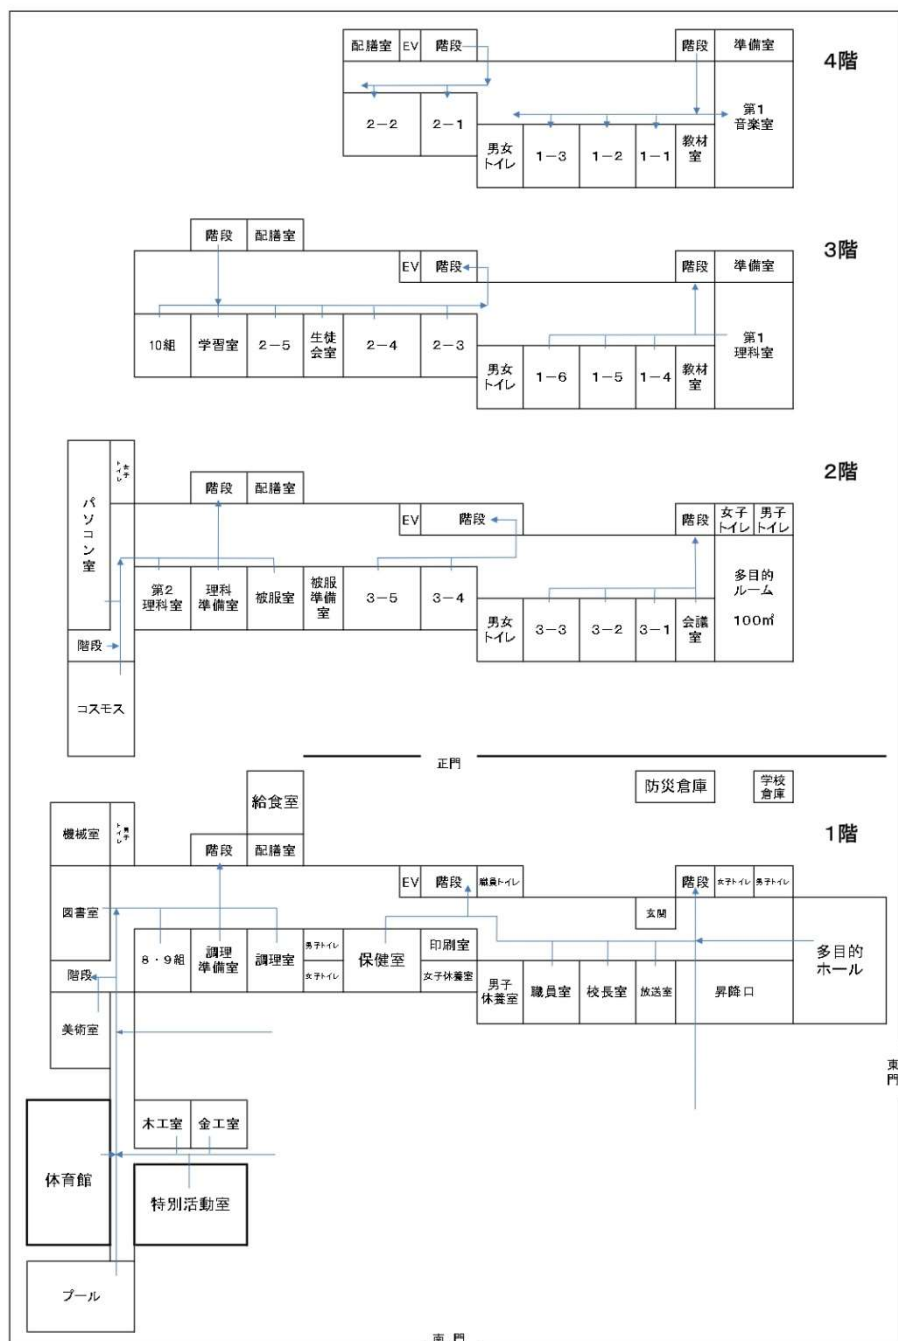 配膳室 EV 階段 階段 準備室
4階
2－2 2－1
第1
音楽室
男女
トイレ
1－3 1－2 1－1
教材
室
階段 配膳室
3階
EV 階段 階段 準備室
10組 学習室 2－5
生徒
会室
2－4 2－3
第1
理科室
男女
トイレ
1－6 1－5 1－4
教材
室
2階
女子
トイレ
パソコン室
階段 配膳室
EV 階段 階段
女子
トイレ
男子
トイレ
第2
理科室
理科
準備室
被服室
被服
準備
室
3－5 3－4
多目的
ルーム
100㎡
男女
トイレ
3－3 3－2 3－1
会議
室
階段
コスモス
正門
防災倉庫
学校
倉庫
給食室
1階
機械室
男子
トイレ
階段 配膳室
EV 階段 職員トイレ
階段 女子トイレ 男子トイレ
図書室
玄関
8・9組
調理
準備室
調理室
男子トイレ
女子トイレ
保健室
印刷室
女子休養室
多目的
ホール
階段
男子
休養室
職員室 校長室 放送室 昇降口
美術室
東
門
木工室 金工室
体育館
特別活動室
プール
南 門